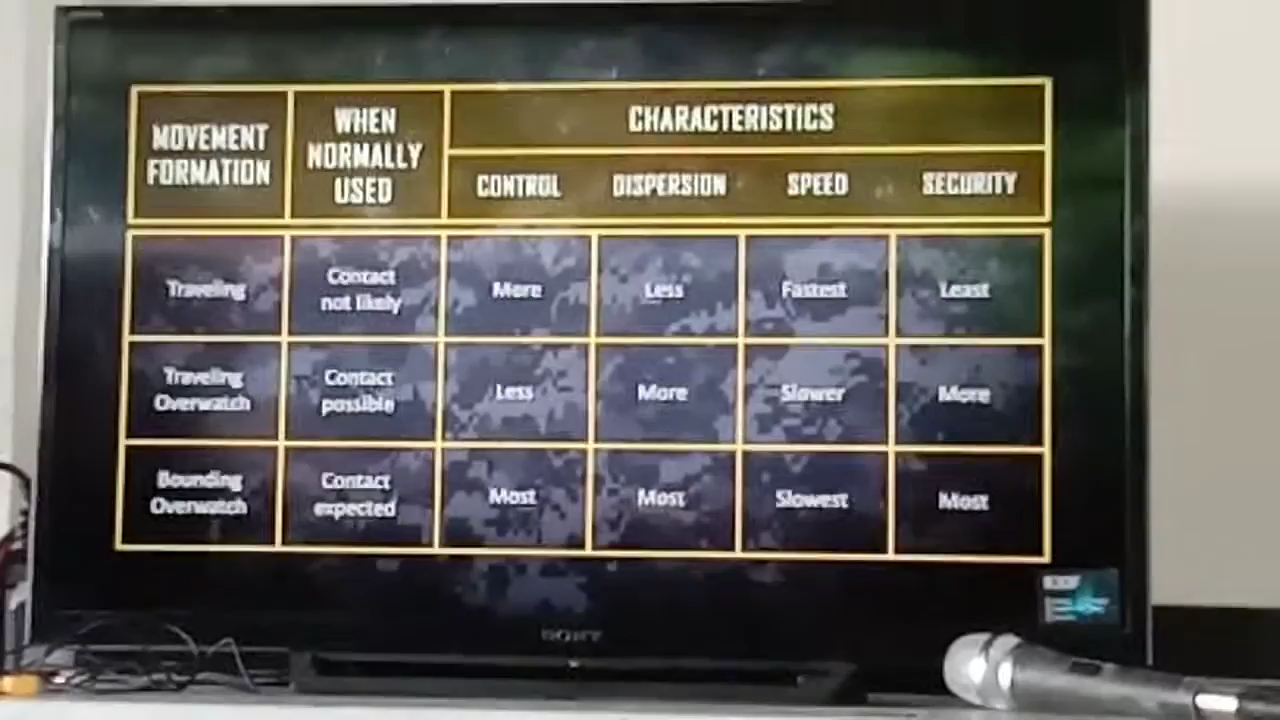 MOVEMENT
FORMATION
WHEN
NORMALLY
USED
CHARACTERISTICS
CONTROL DISPERSION SPEED SECURITY
Traveling
Contact
not likely
More
Less
Fastest
Least
Traveling
Overwatch
Contact
possible
Less
More
Slower
More
Bounding
Overwatch
Contact
expected
Most
Most
Slowest
Most
SONY